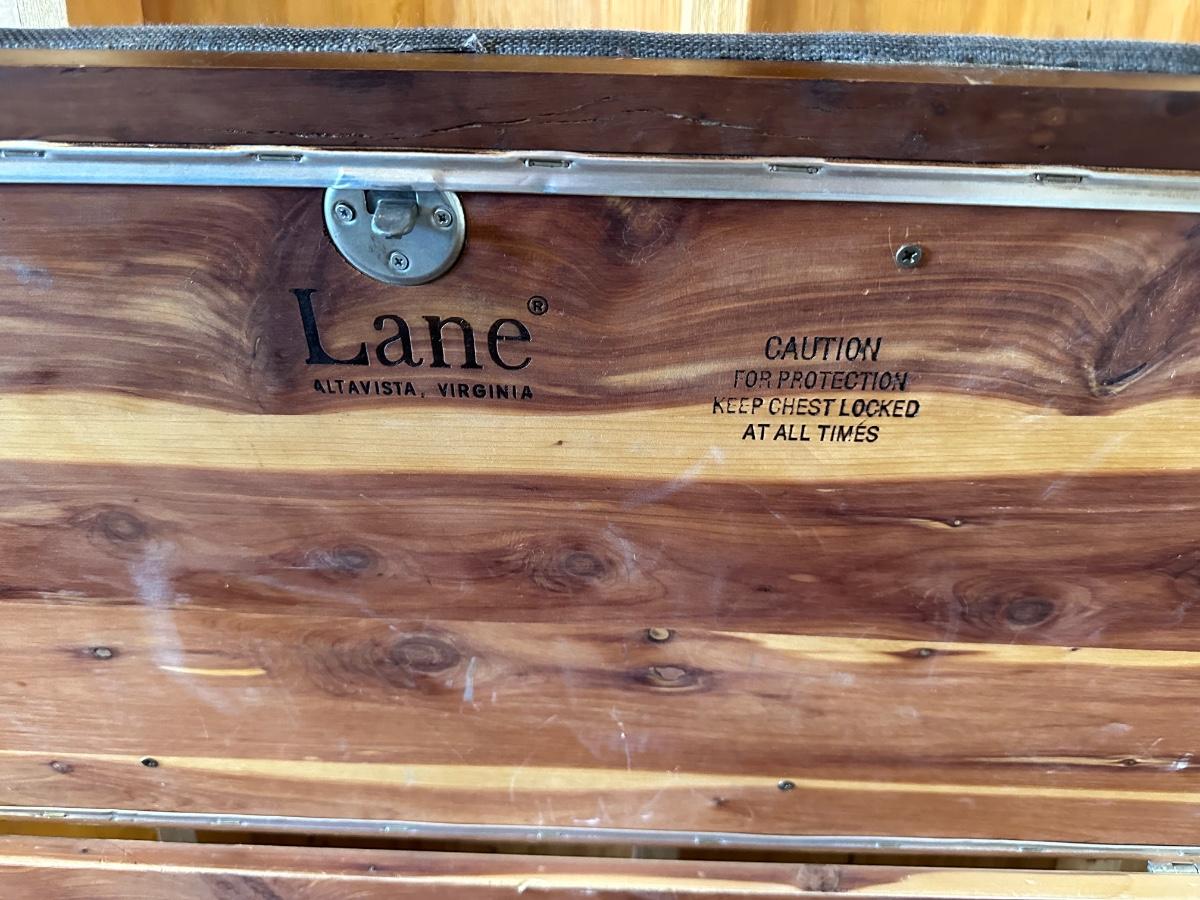 Lane®
ALTAVISTA, VIRGINIA
CAUTION
FOR PROTECTION
KEEP CHEST LOCKED
AT ALL TIMES